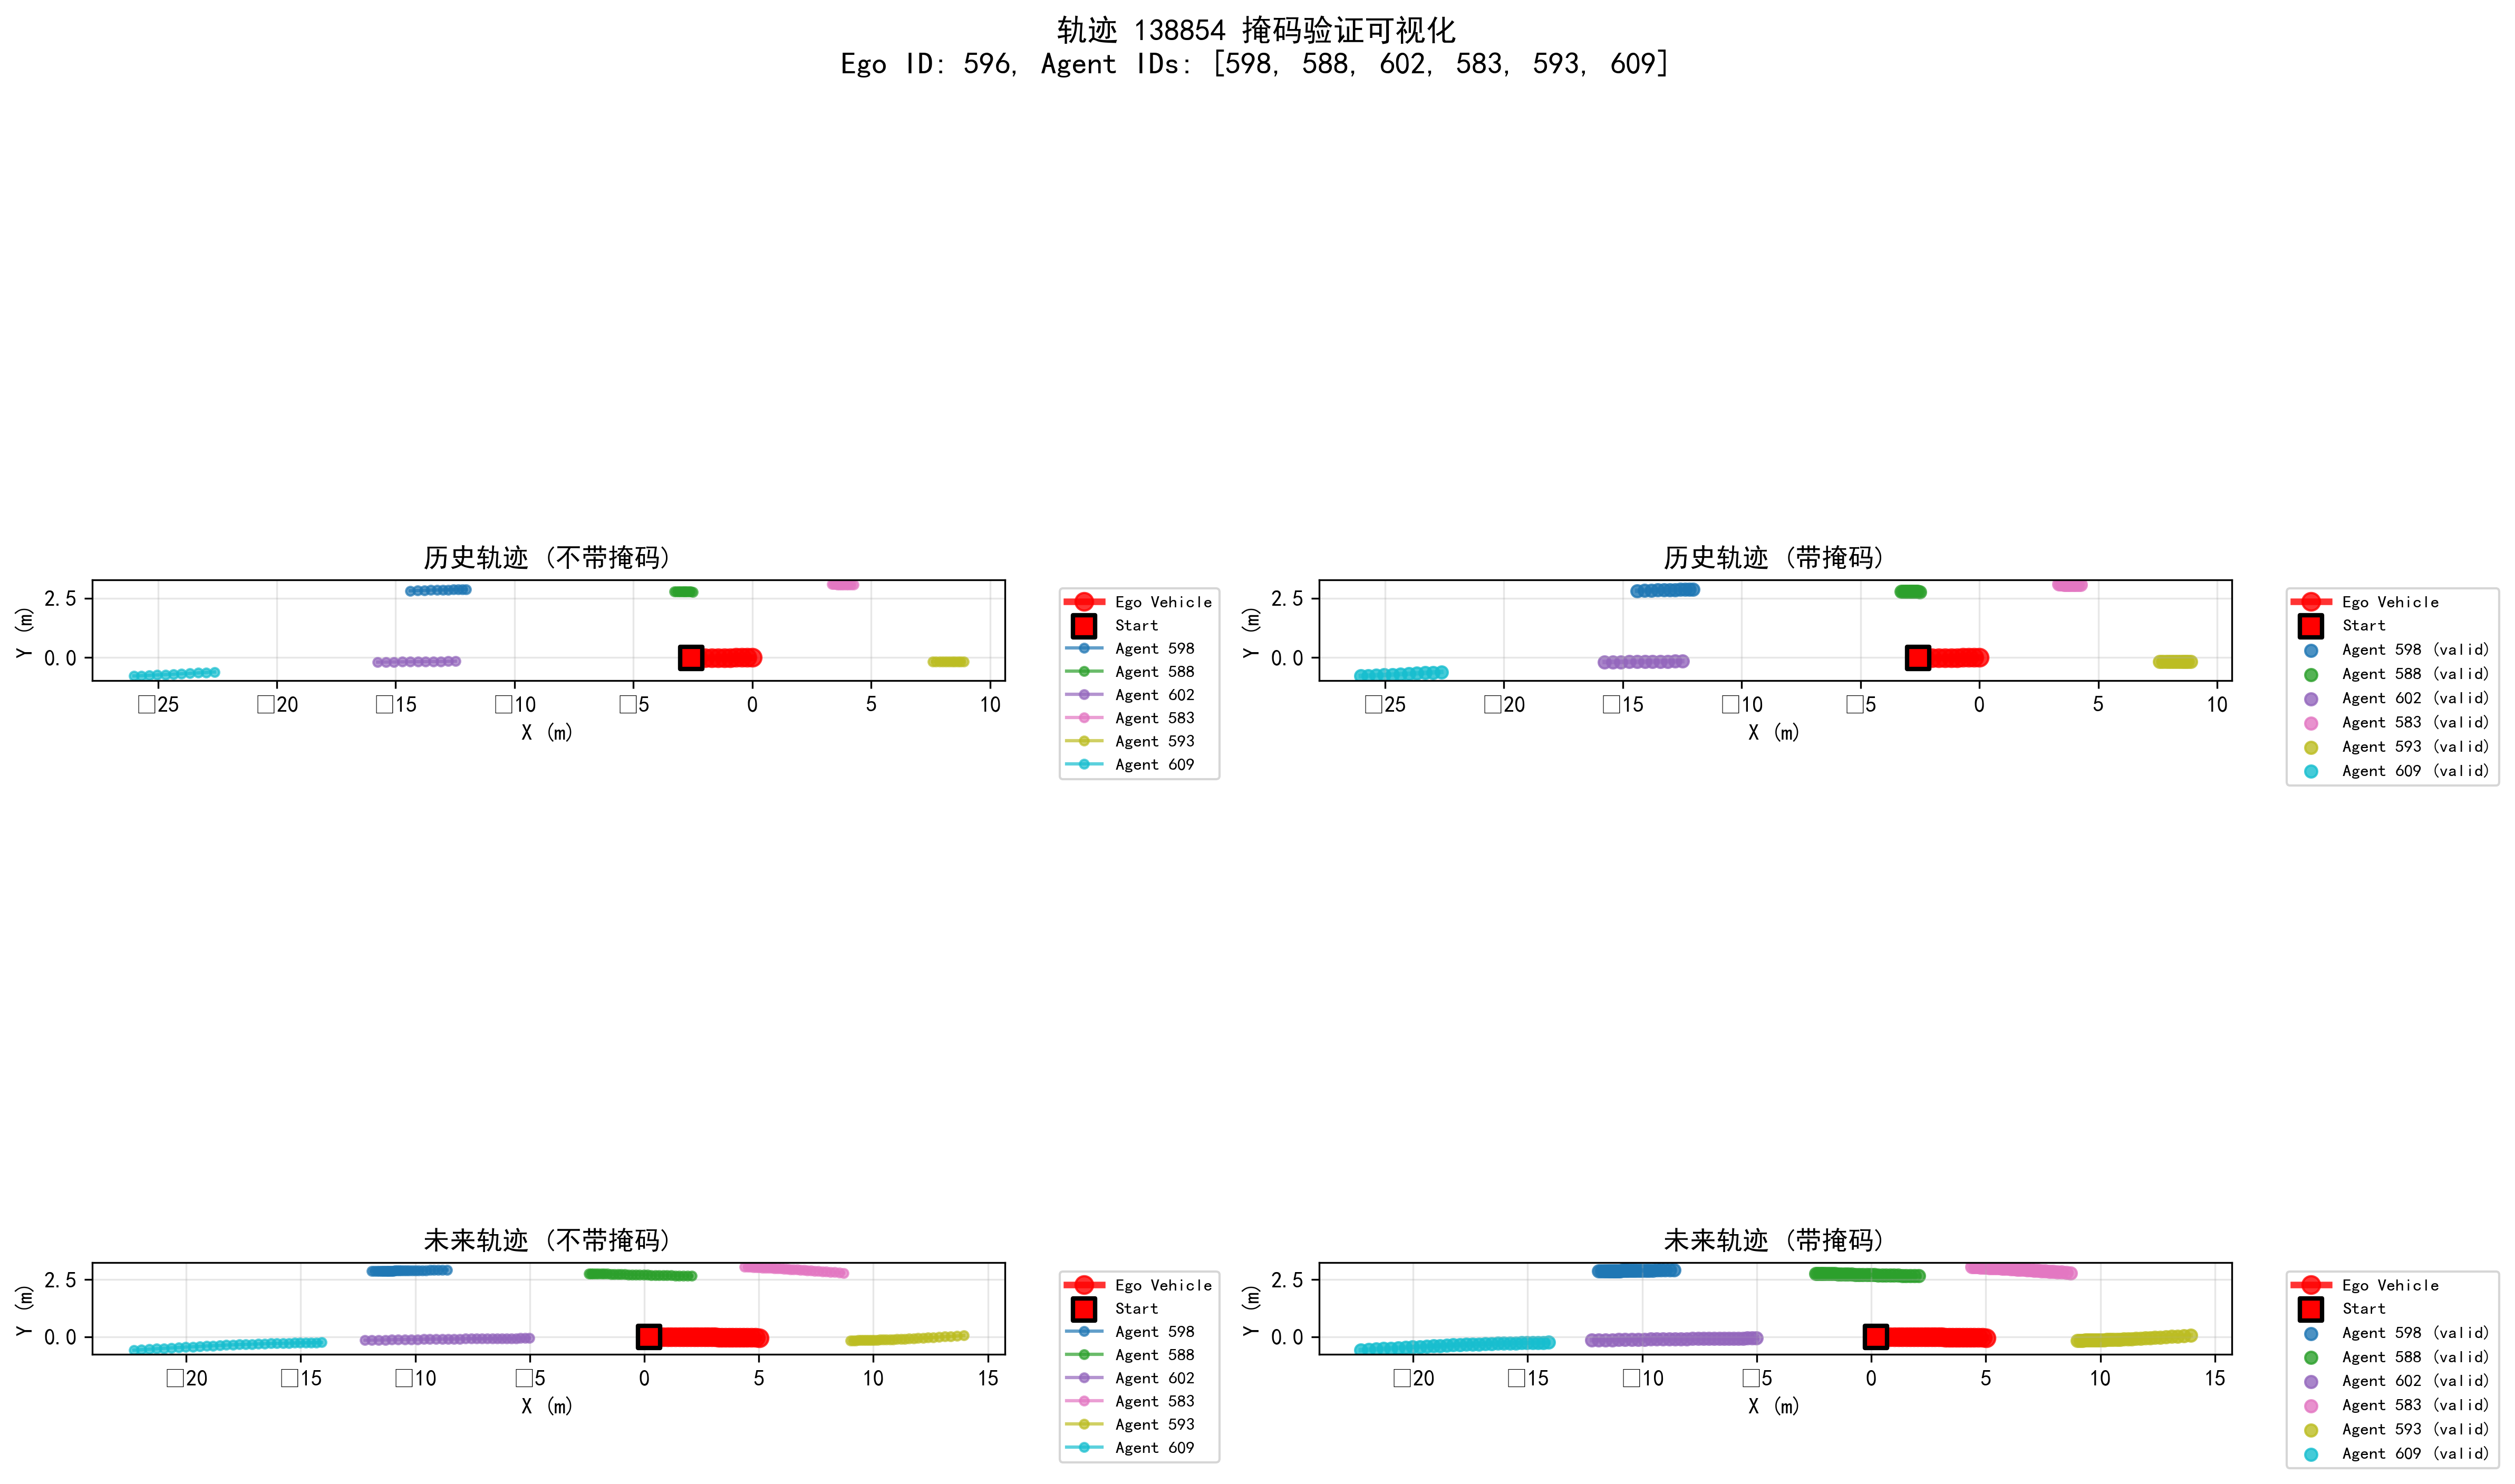 轨迹 138854 掩码验证可视化
Ego ID: 596, Agent IDs: [598, 588, 602, 583, 593, 609]
历史轨迹 (不带掩码)
Y (m)
2.5
0.0
□25 □20 □15 □10 □5 0 5 10
X (m)
Ego Vehicle
Start
Agent 598
Agent 588
Agent 602
Agent 583
Agent 593
Agent 609
历史轨迹 (带掩码)
Y (m)
2.5
0.0
□25 □20 □15 □10 □5 0 5 10
X (m)
Ego Vehicle
Start
Agent 598 (valid)
Agent 588 (valid)
Agent 602 (valid)
Agent 583 (valid)
Agent 593 (valid)
Agent 609 (valid)
未来轨迹 (不带掩码)
Y (m)
2.5
0.0
□20 □15 □10 □5 0 5 10 15
X (m)
Ego Vehicle
Start
Agent 598
Agent 588
Agent 602
Agent 583
Agent 593
Agent 609
未来轨迹 (带掩码)
Y (m)
2.5
0.0
□20 □15 □10 □5 0 5 10 15
X (m)
Ego Vehicle
Start
Agent 598 (valid)
Agent 588 (valid)
Agent 602 (valid)
Agent 583 (valid)
Agent 593 (valid)
Agent 609 (valid)